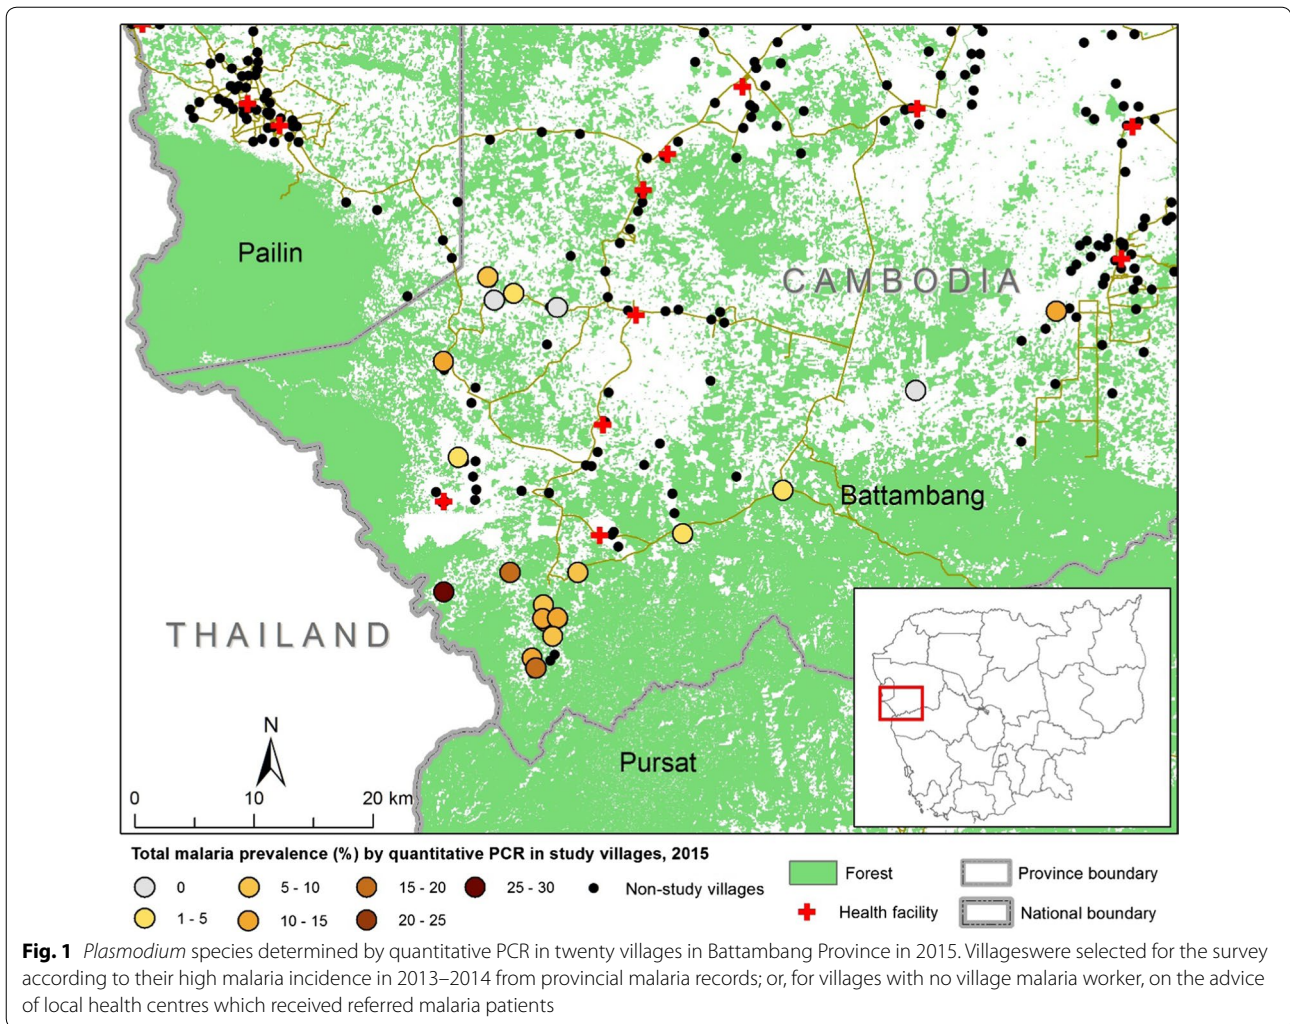 Pailin
CAMBODIA
Battambang
THAILAND
N
Pursat
0 10 20 km
Total malaria prevalence (%) by quantitative PCR in study villages, 2015
0 5 - 10 15 - 20 25 - 30 Non-study villages Forest Province boundary
1 - 5 10 - 15 20 - 25 Health facility National boundary
Fig. 1 Plasmodium species determined by quantitative PCR in twenty villages in Battambang Province in 2015. Villageswere selected for the survey
according to their high malaria incidence in 2013–2014 from provincial malaria records; or, for villages with no village malaria worker, on the advice
of local health centres which received referred malaria patients